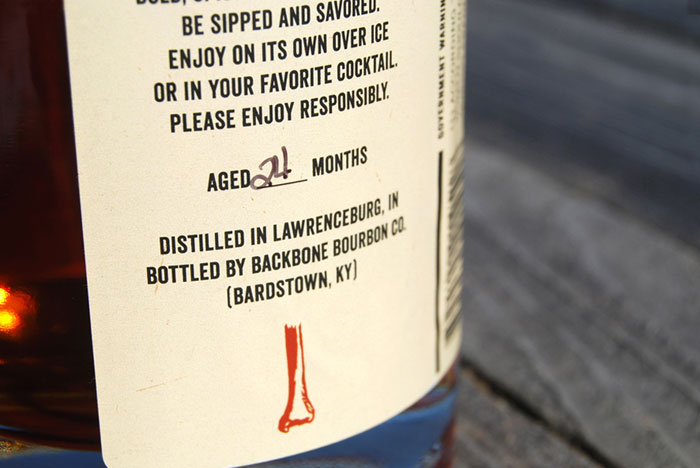 BE SIPPED AND SAVORED.
ENJOY ON ITS OWN OVER ICE
OR IN YOUR FAVORITE COCKTAIL.
PLEASE ENJOY RESPONSIBLY.
AGED 24 MONTHS
DISTILLED IN LAWRENCEBURG, IN
BOTTLED BY BACKBONE BOURBON CO.
(BARDSTOWN, KY)
GOVERNMENT WARNIN